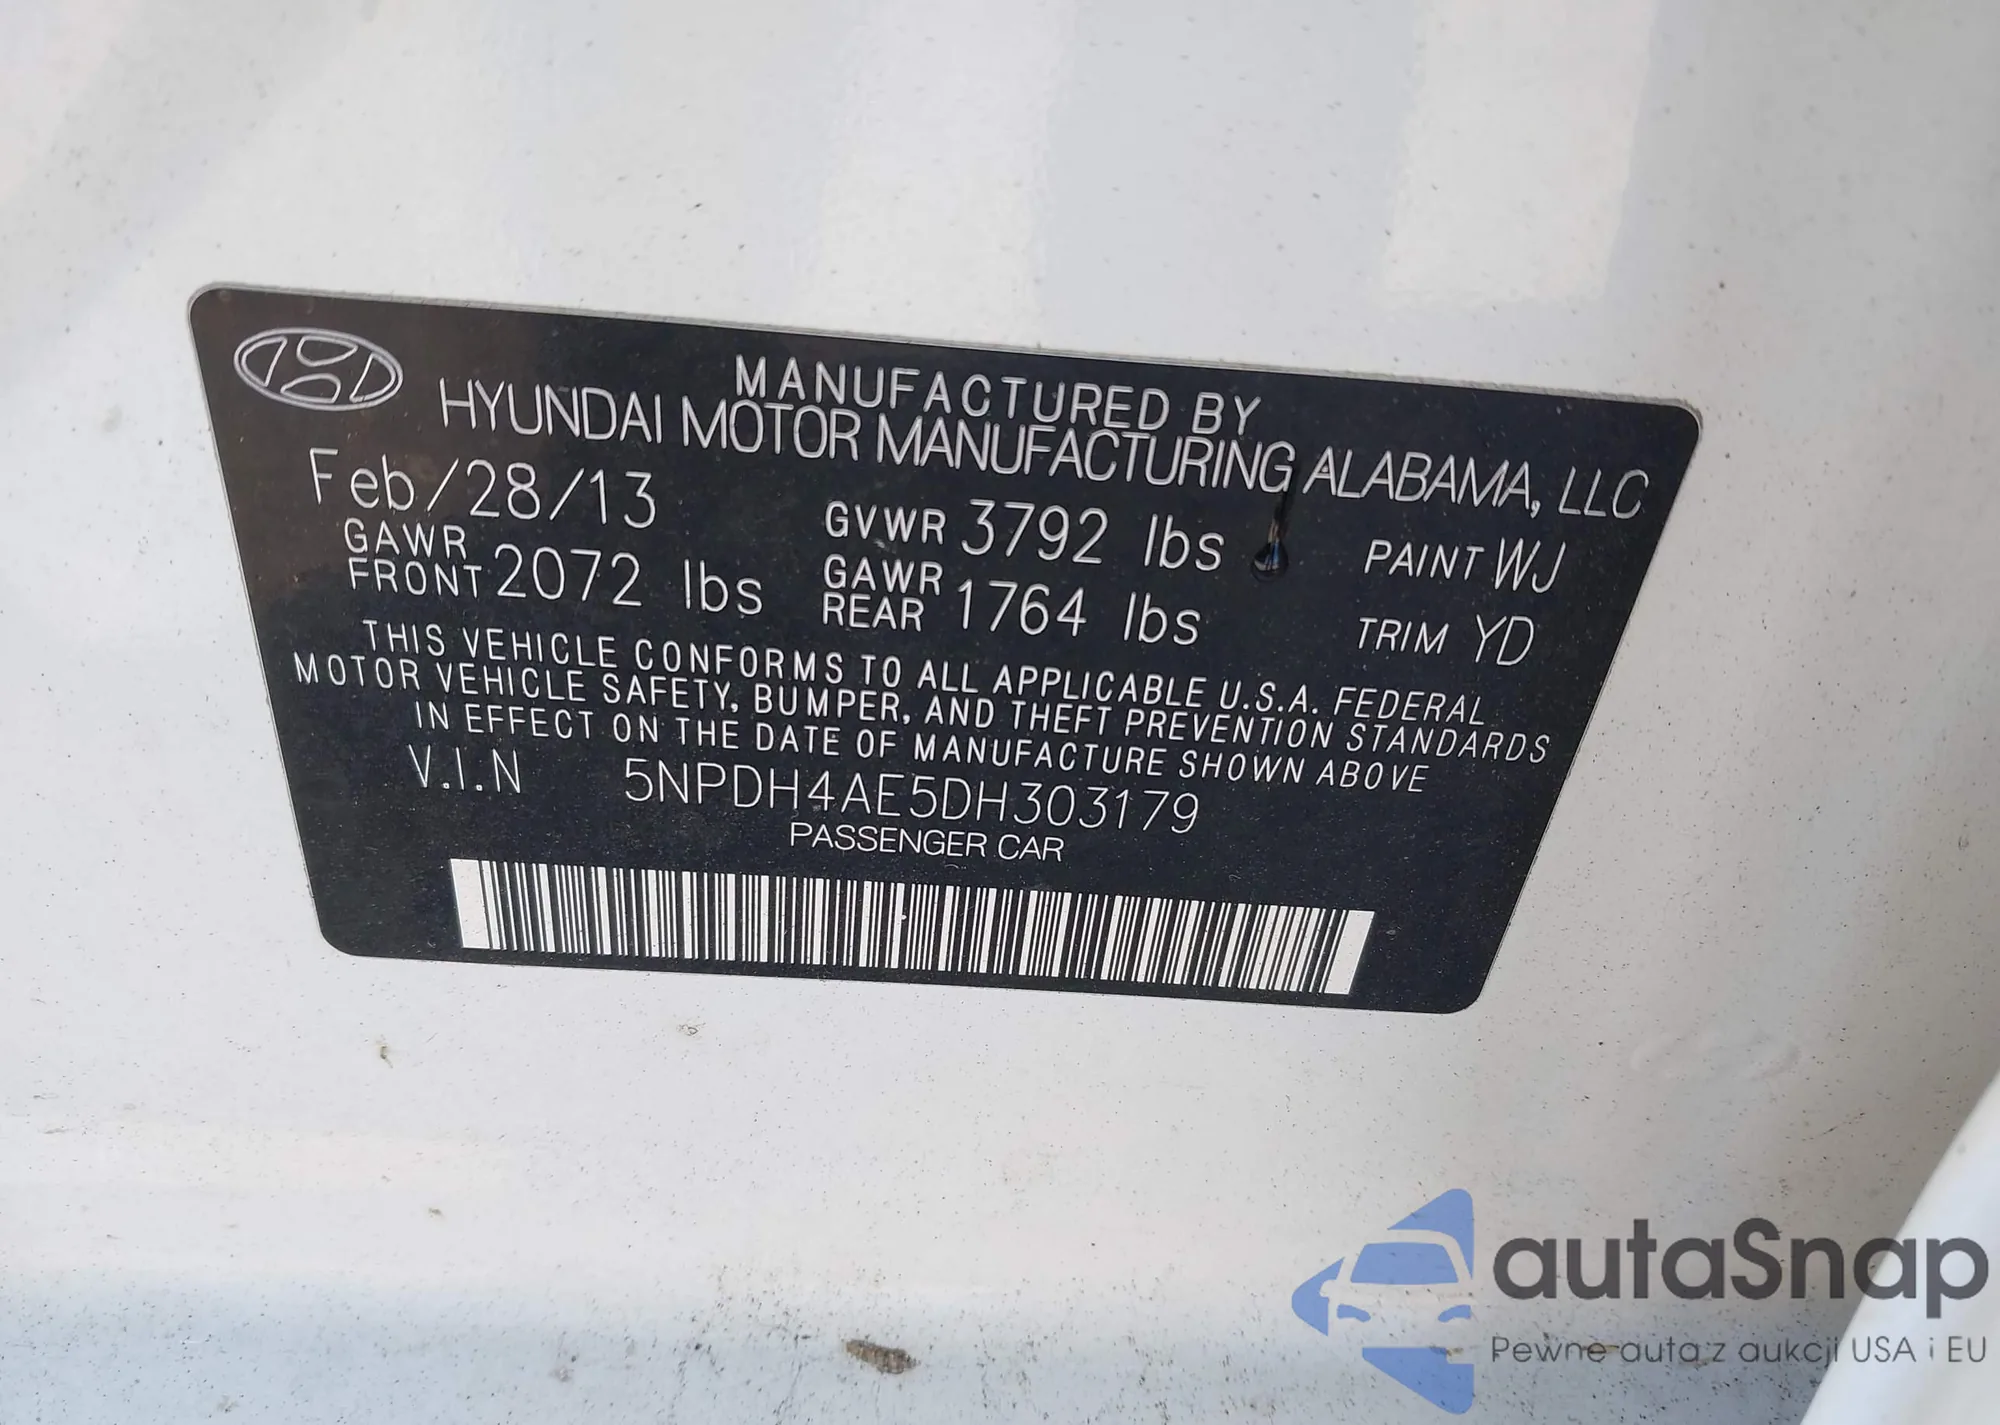 MANUFACTURED BY
HYUNDAI MOTOR MANUFACTURING ALABAMA, LLC
Feb/28/13 GVWR 3792 lbs PAINT WJ
GAWR FRONT 2072 lbs GAWR REAR 1764 lbs TRIM YD
THIS VEHICLE CONFORMS TO ALL APPLICABLE U.S.A. FEDERAL
MOTOR VEHICLE SAFETY, BUMPER, AND THEFT PREVENTION STANDARDS
IN EFFECT ON THE DATE OF MANUFACTURE SHOWN ABOVE
V.I.N 5NPDH4AE5DH303179
PASSENGER CAR
autaSnap
Pewne auta z aukcji USA i EU